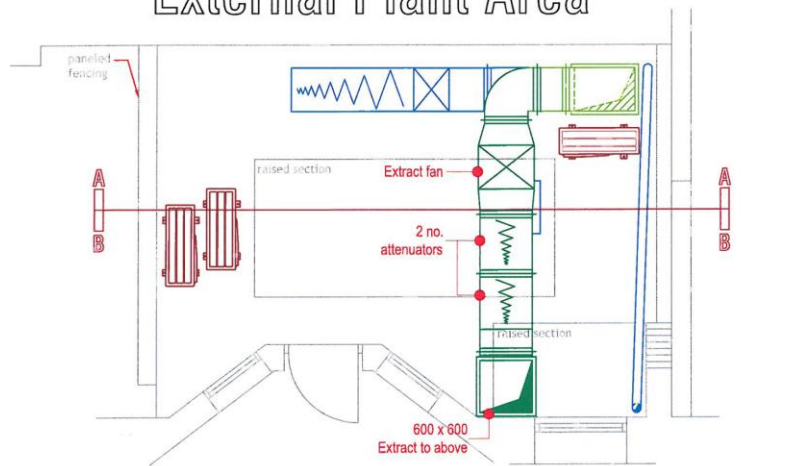 External Plant Area
paneled
fencing
raised section
Extract fan
A
A
B
B
2 no.
attenuators
raised section
600 x 600
Extract to above